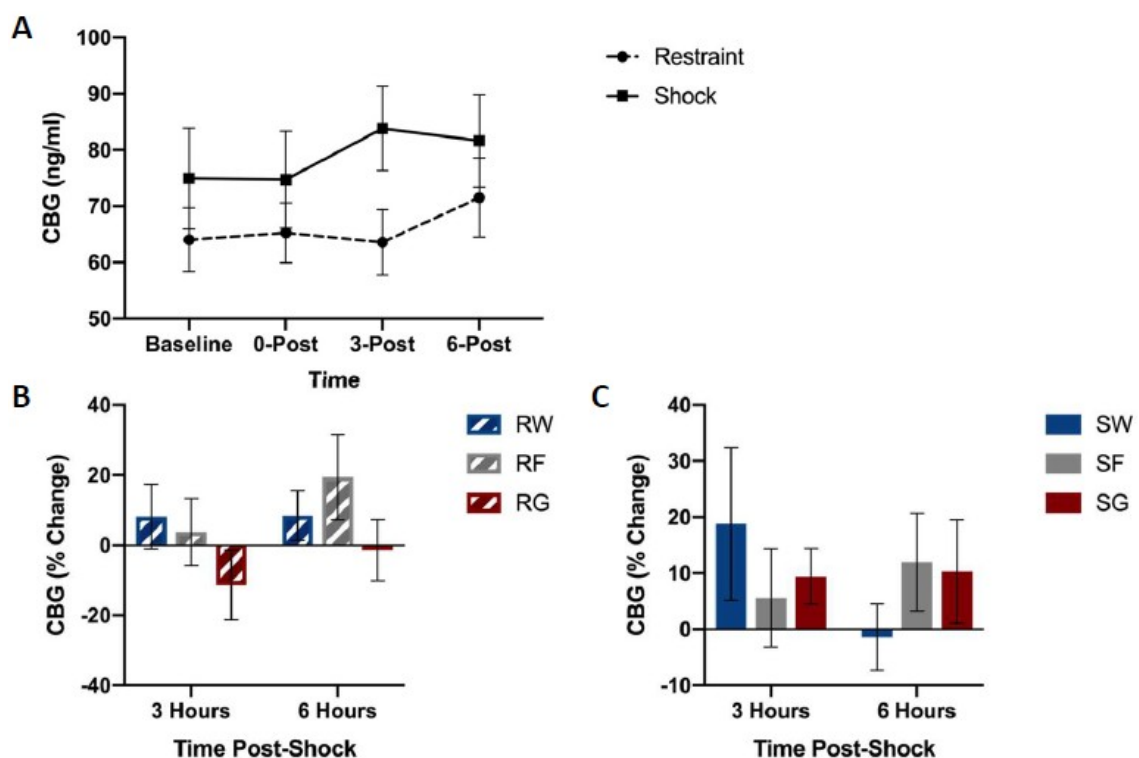 A
100
90
80
70
60
50
CBG (ng/ml)
Baseline 0-Post 3-Post 6-Post
Time
Restraint
Shock
B
40
20
0
-20
-40
CBG (% Change)
3 Hours 6 Hours
Time Post-Shock
RW
RF
RG
C
40
30
20
10
0
-10
CBG (% Change)
3 Hours 6 Hours
Time Post-Shock
SW
SF
SG